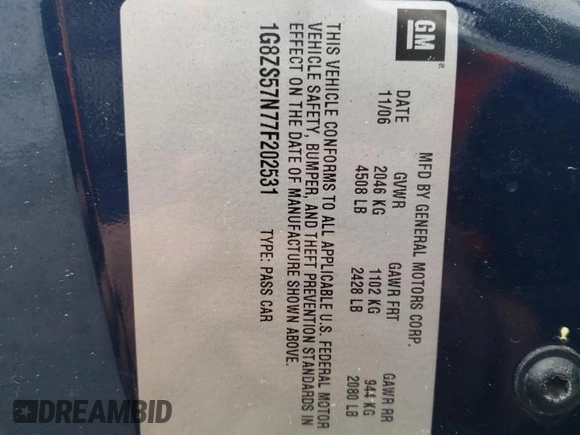 GM
MFD BY GENERAL MOTORS CORP.
DATE GVWR GAWR FRT GAWR RR
11/06 2046 KG 1102 KG 944 KG
4508 LB 2428 LB 2080 LB
THIS VEHICLE CONFORMS TO ALL APPLICABLE U.S. FEDERAL MOTOR
VEHICLE SAFETY, BUMPER, AND THEFT PREVENTION STANDARDS IN
EFFECT ON THE DATE OF MANUFACTURE SHOWN ABOVE.
1G8ZS57N77F202531 TYPE: PASS CAR
DREAMBID